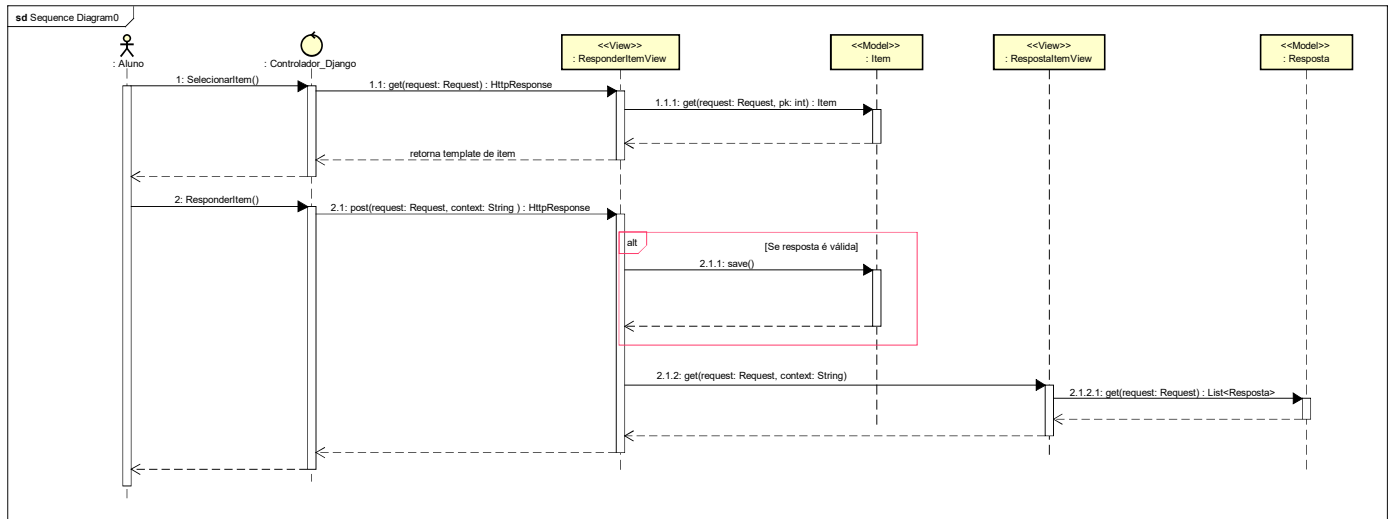 sd Sequence Diagram0
<<View>>
<<Model>>
<<View>>
<<Model>>
: Aluno
: Controlador_Django
: ResponderItemView
: Item
: RespostaItemView
: Resposta
1: SelecionarItem()
1.1: get(request: Request) : HttpResponse
1.1.1: get(request: Request, pk: int) : Item
retorna template de item
2: ResponderItem()
2.1: post(request: Request, context: String ) : HttpResponse
alt
[Se resposta é válida]
2.1.1: save()
2.1.2: get(request: Request, context: String)
2.1.2.1: get(request: Request) : List<Resposta>